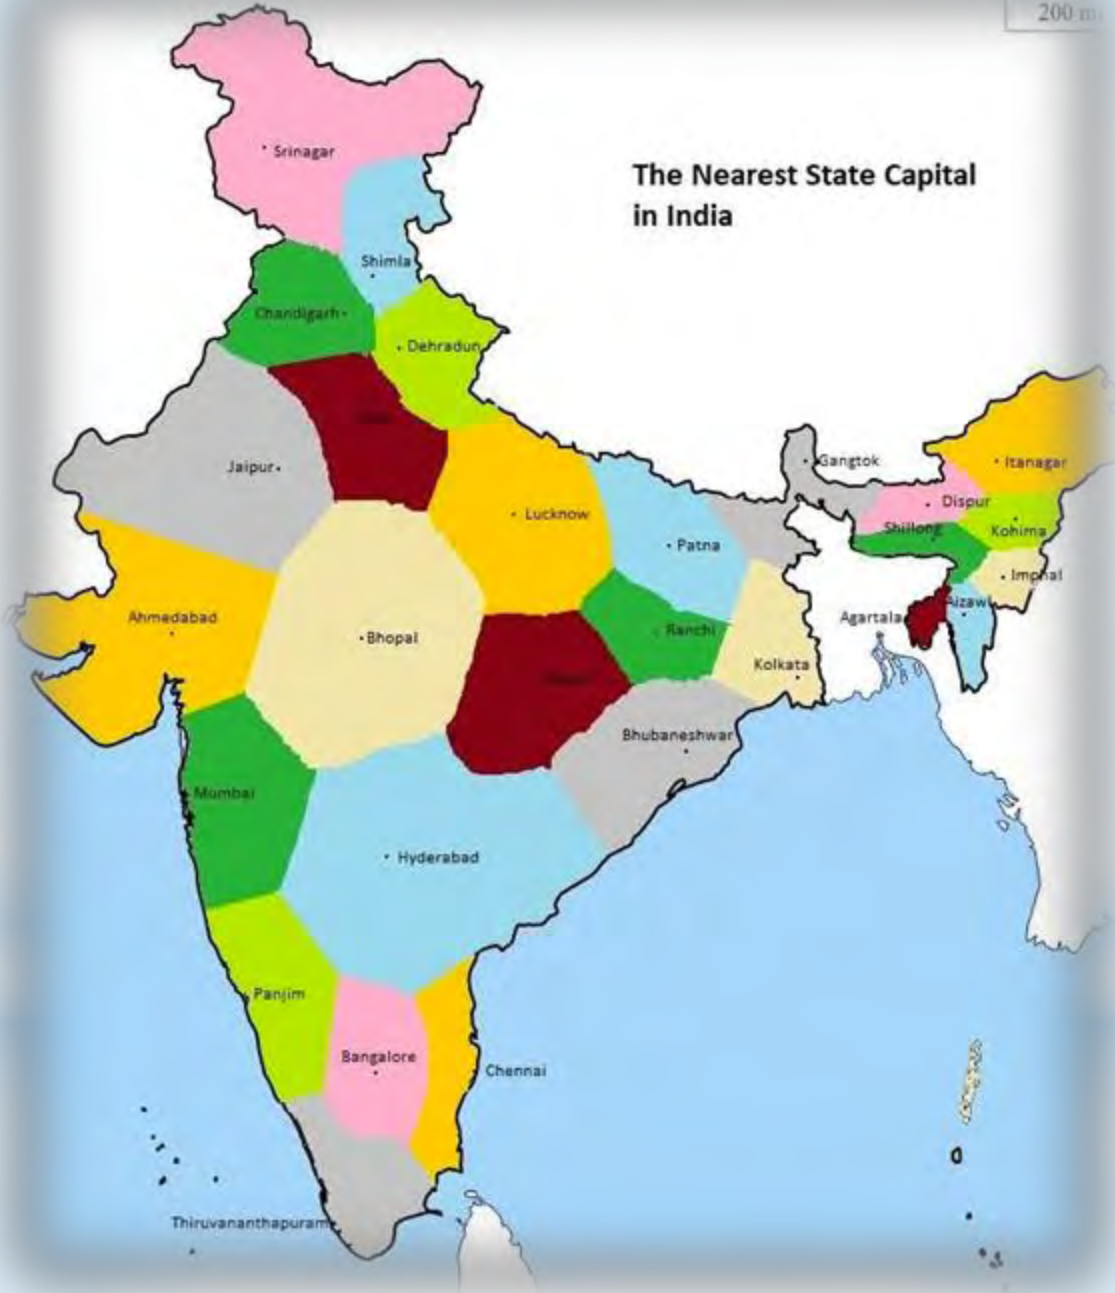 200 m
The Nearest State Capital
in India
Srinagar
Shimla
Chandigarh
Dehradun
Jaipur
Lucknow
Gangtok
Itanagar
Dispur
Shillong
Kohima
Patna
Imphal
Aizawl
Ahmedabad
Agartala
Bhopal
Ranchi
Kolkata
Bhubaneshwar
Mumbai
Hyderabad
Panjim
Bangalore
Chennai
Thiruvananthapuram